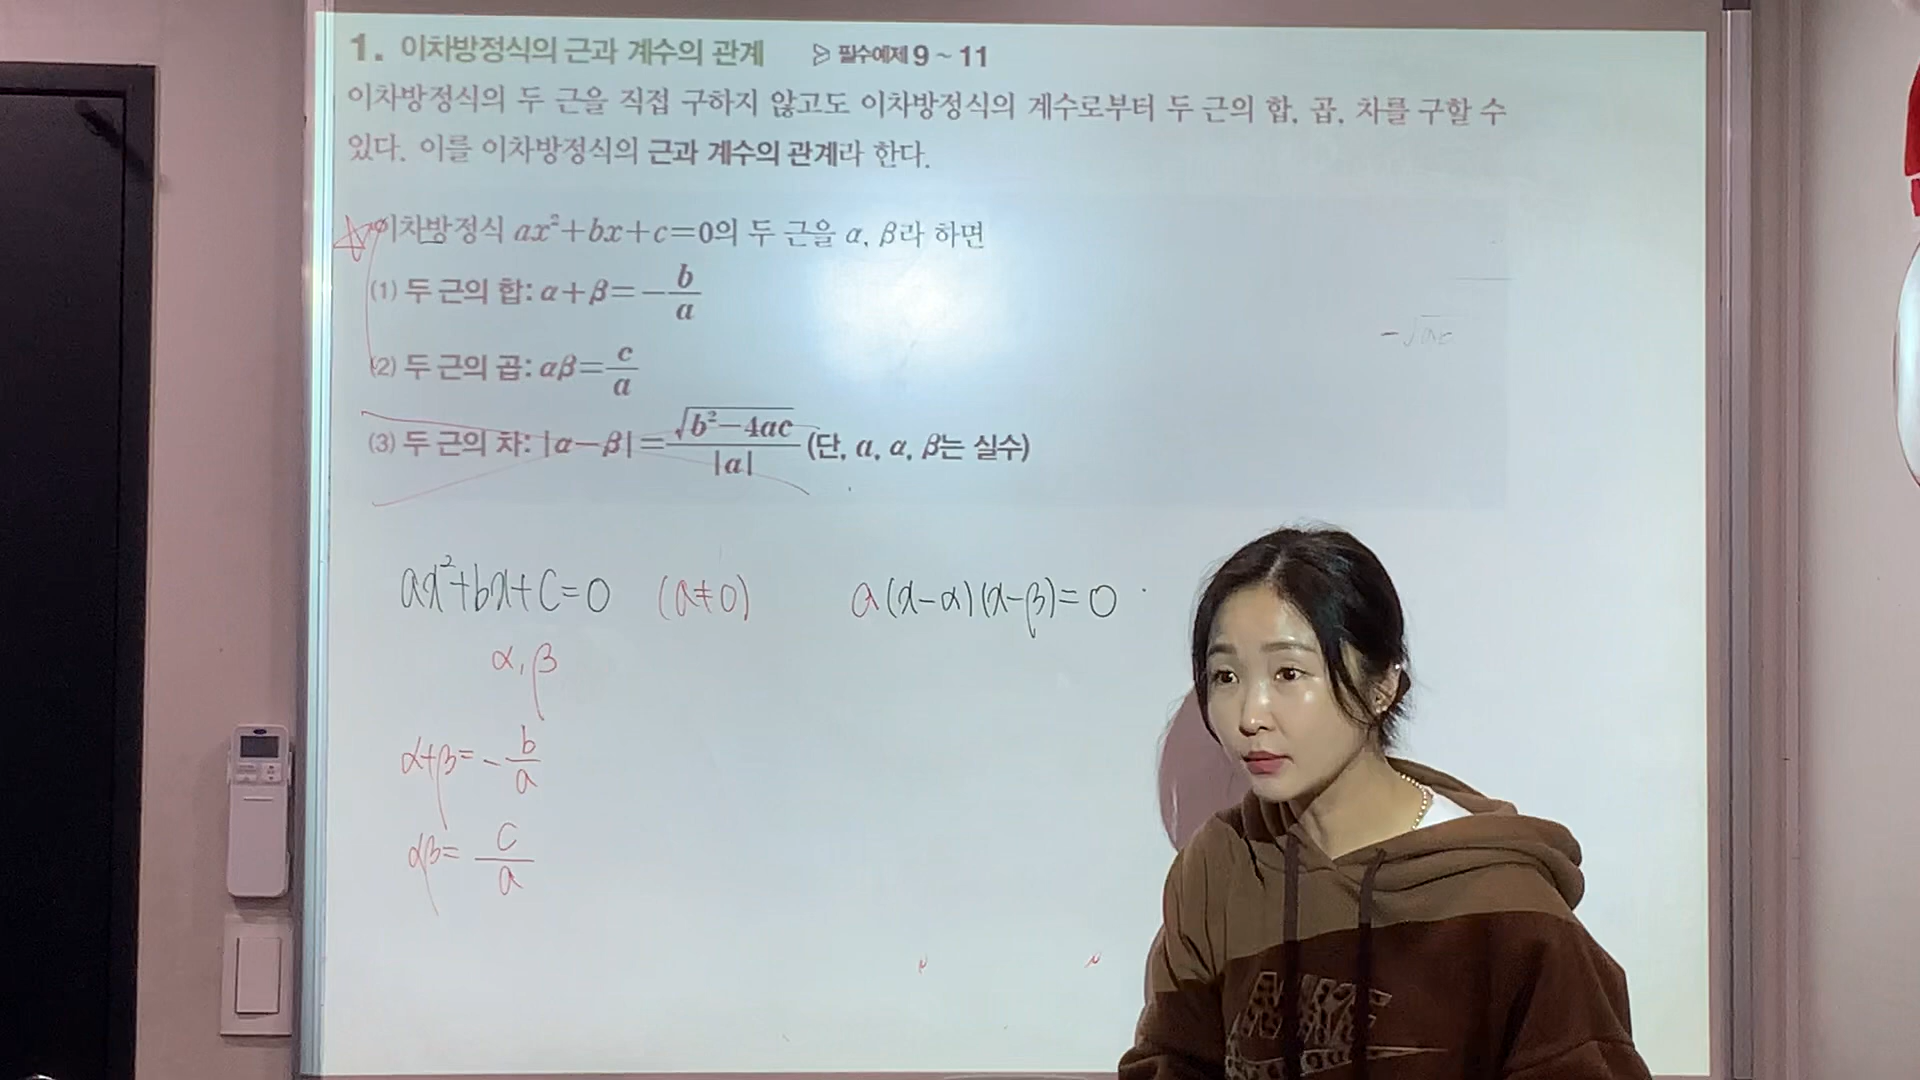 1. 이차방정식의 근과 계수의 관계 필수예제 9 ~ 11
이차방정식의 두 근을 직접 구하지 않고도 이차방정식의 계수로부터 두 근의 합, 곱, 차를 구할 수
있다. 이를 이차방정식의 근과 계수의 관계라 한다.
이차방정식 ax²+bx+c=0의 두 근을 α, β라 하면
(1) 두 근의 합: α+β=-b/a
(2) 두 근의 곱: αβ=c/a
(3) 두 근의 차: |α-β|=√(b²-4ac)/|a| (단, a, α, β는 실수)
ax²+bx+c=0 (a≠0) a(x-α)(x-β)=0
α, β
α+β=-b/a
αβ=c/a